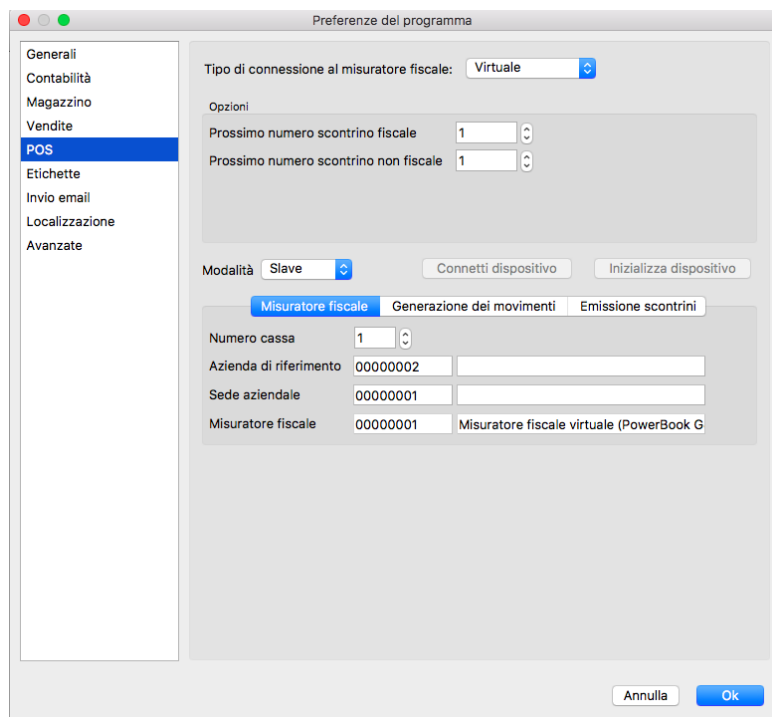 Preferenze del programma
Generali
Contabilità
Magazzino
Vendite
POS
Etichette
Invio email
Localizzazione
Avanzate
Tipo di connessione al misuratore fiscale: Virtuale
Opzioni
Prossimo numero scontrino fiscale 1
Prossimo numero scontrino non fiscale 1
Modalità Slave Connetti dispositivo Inizializza dispositivo
Misuratore fiscale Generazione dei movimenti Emissione scontrini
Numero cassa 1
Azienda di riferimento 00000002
Sede aziendale 00000001
Misuratore fiscale 00000001 Misuratore fiscale virtuale (PowerBook G
Annulla Ok